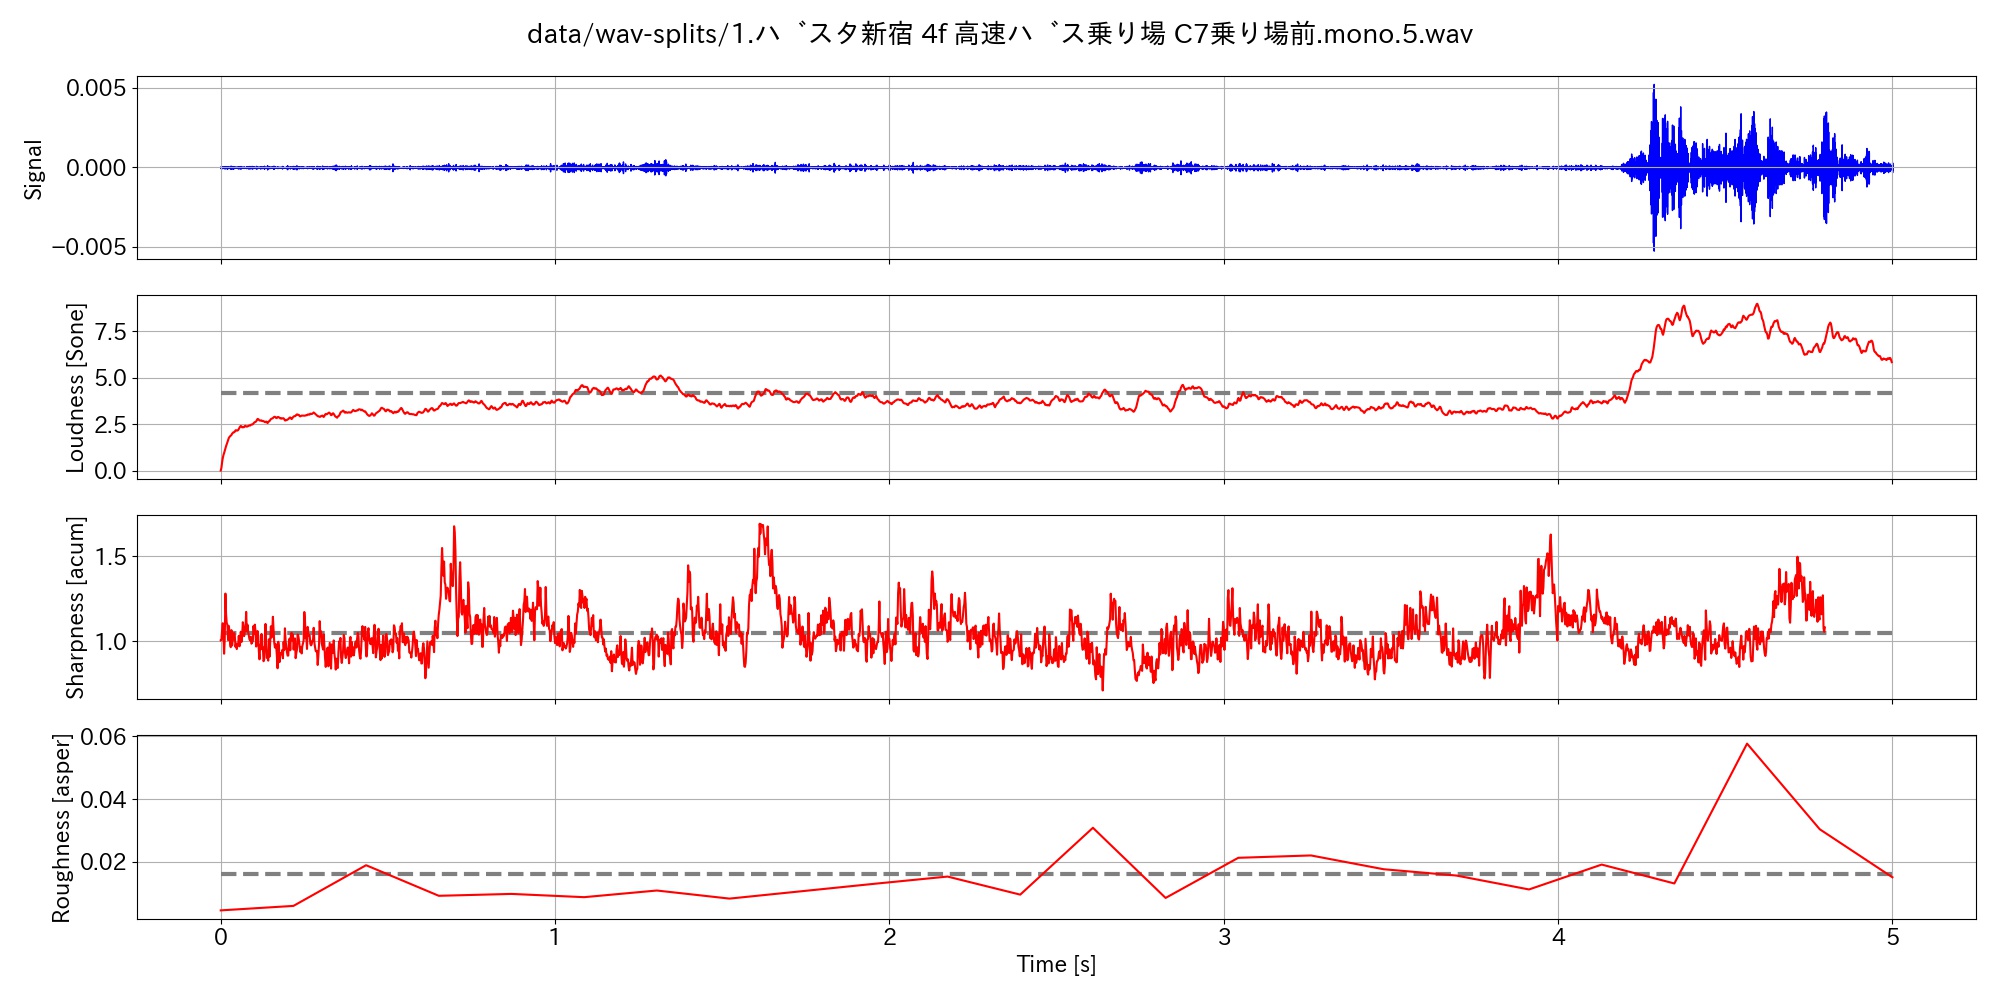 data/wav-splits/1.バスタ新宿 4f 高速バス乗り場 C7乗り場前.mono.5.wav
Signal
0.005
0.000
−0.005
Loudness [Sone]
7.5
5.0
2.5
0.0
Sharpness [acum]
1.5
1.0
Roughness [asper]
0.06
0.04
0.02
0 1 2 3 4 5
Time [s]